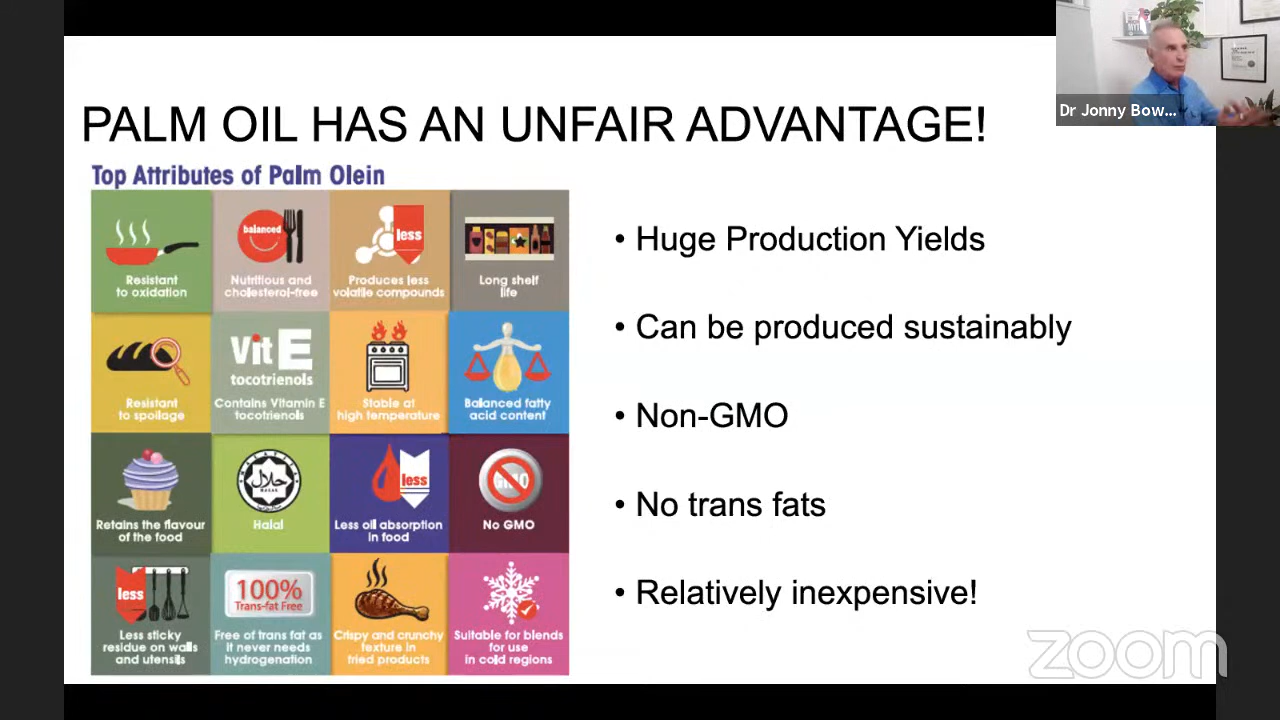 PALM OIL HAS AN UNFAIR ADVANTAGE!
Dr Jonny Bow...
Top Attributes of Palm Olein
Resistant
to oxidation
balanced
Nutritious and
cholesterol-free
less
Produces less
volatile compounds
Long shelf
life
Resistant
to spoilage
Vit E
tocotrienols
Contains Vitamin E
tocotrienols
Stable at
high temperature
Balanced fatty
acid content
Retains the flavour
of the food
حلال
Halal
less
Less oil absorption
in food
GMO
No GMO
less
Less sticky
residue on walls
and utensils
100%
Trans-fat Free
Free of trans fat as
it never needs
hydrogenation
Crispy and crunchy
texture in
fried products
Suitable for blends
for use
in cold regions
• Huge Production Yields
• Can be produced sustainably
• Non-GMO
• No trans fats
• Relatively inexpensive!
zoom